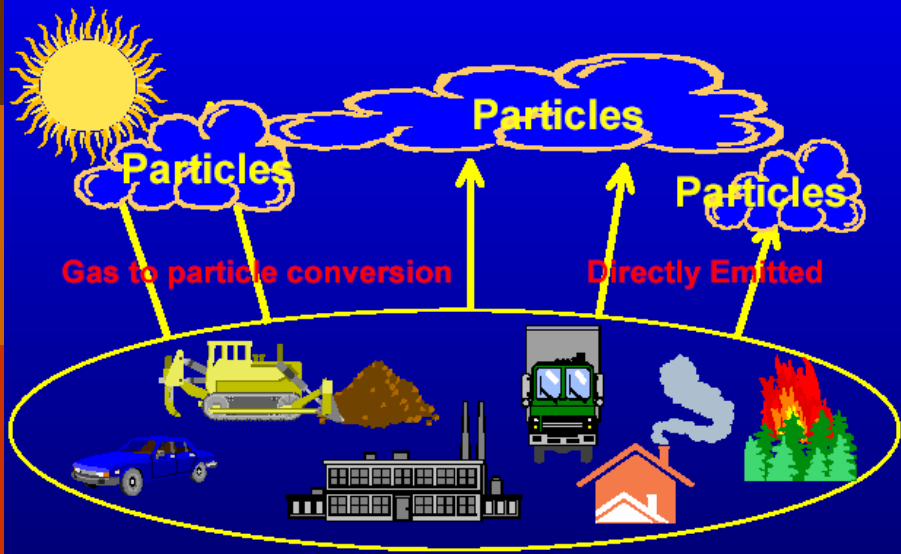 Particles
Particles
Particles
Gas to particle conversion
Directly Emitted